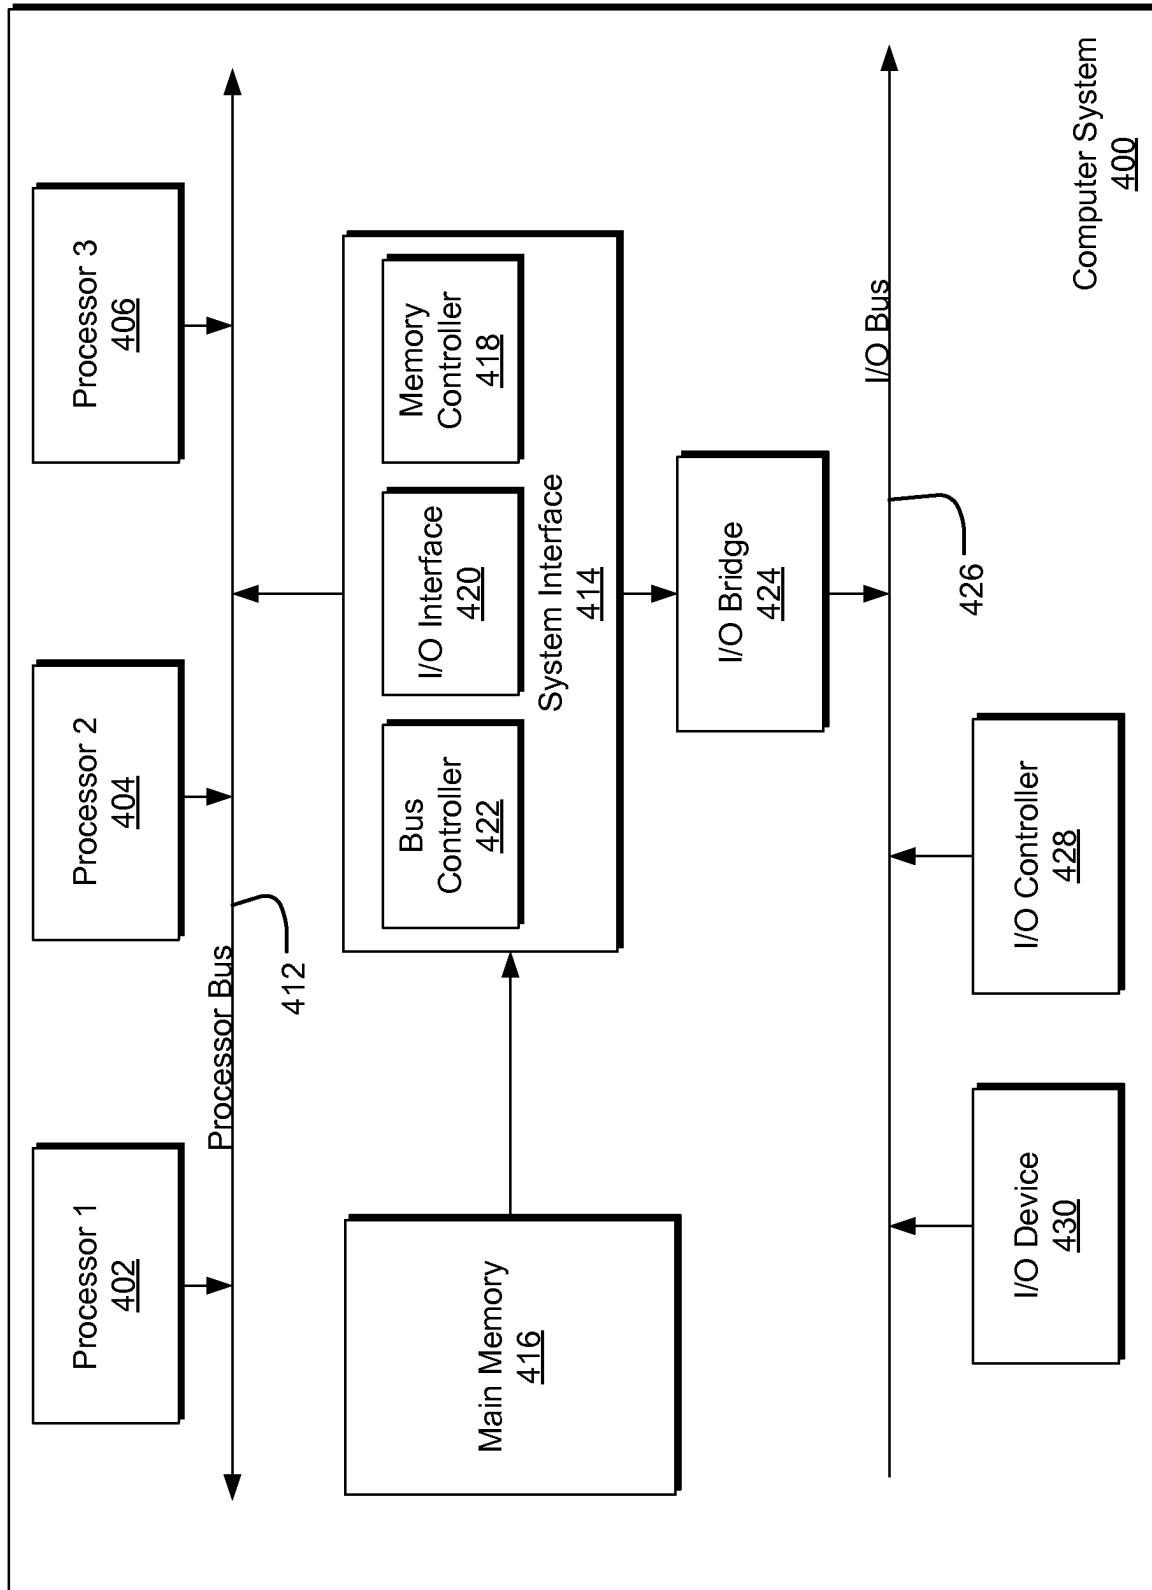 Processor 1
402
Processor 2
404
Processor 3
406
Processor Bus
412
Main Memory
416
Bus
Controller
422
I/O Interface
420
Memory
Controller
418
System Interface
414
I/O Bridge
424
I/O Bus
426
I/O Device
430
I/O Controller
428
Computer System
400